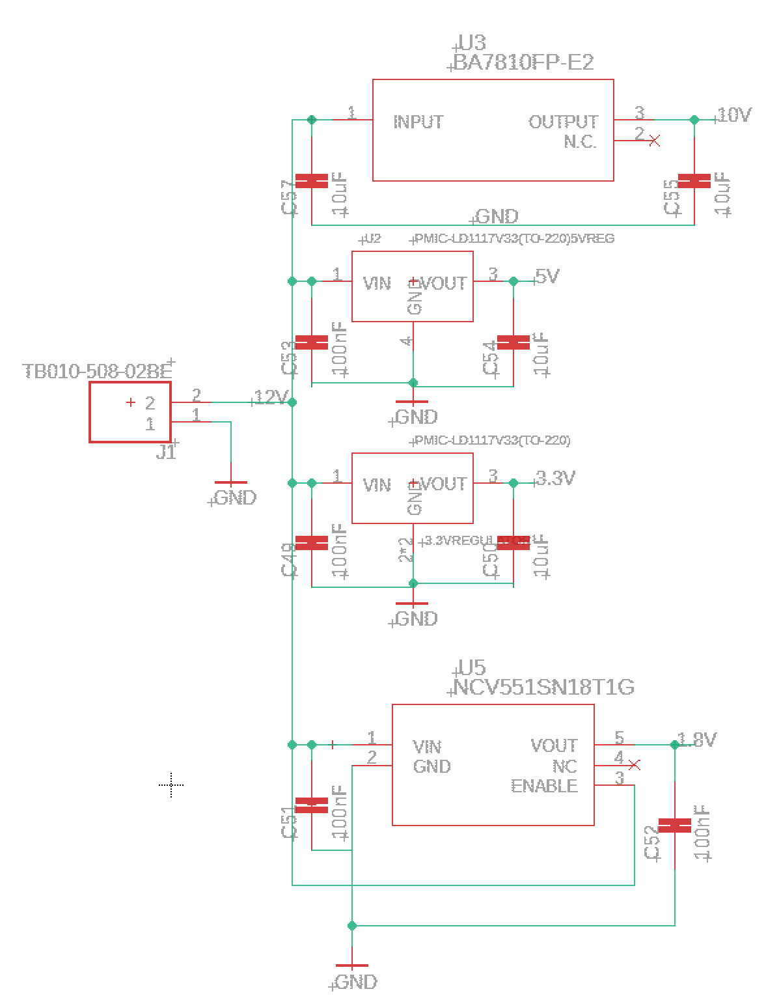 U3
BA7810FP-E2
1
INPUT
OUTPUT
3
10V
N.C.
2
C57
10uF
C55
10uF
GND
U2
PMIC-LD1117V33(TO-220)5VREG
1
VIN
GND
VOUT
3
5V
4
C53
100nF
C54
10uF
TB010-508-02BE
2
2
12V
1
1
J1
GND
GND
PMIC-LD1117V33(TO-220)
1
VIN
GND
VOUT
3
3.3V
2*2
3.3VREGULATOR
C49
100nF
C50
10uF
GND
U5
NCV551SN18T1G
1
VIN
VOUT
5
1.8V
2
GND
NC
4
ENABLE
3
C51
100nF
C52
100nF
GND